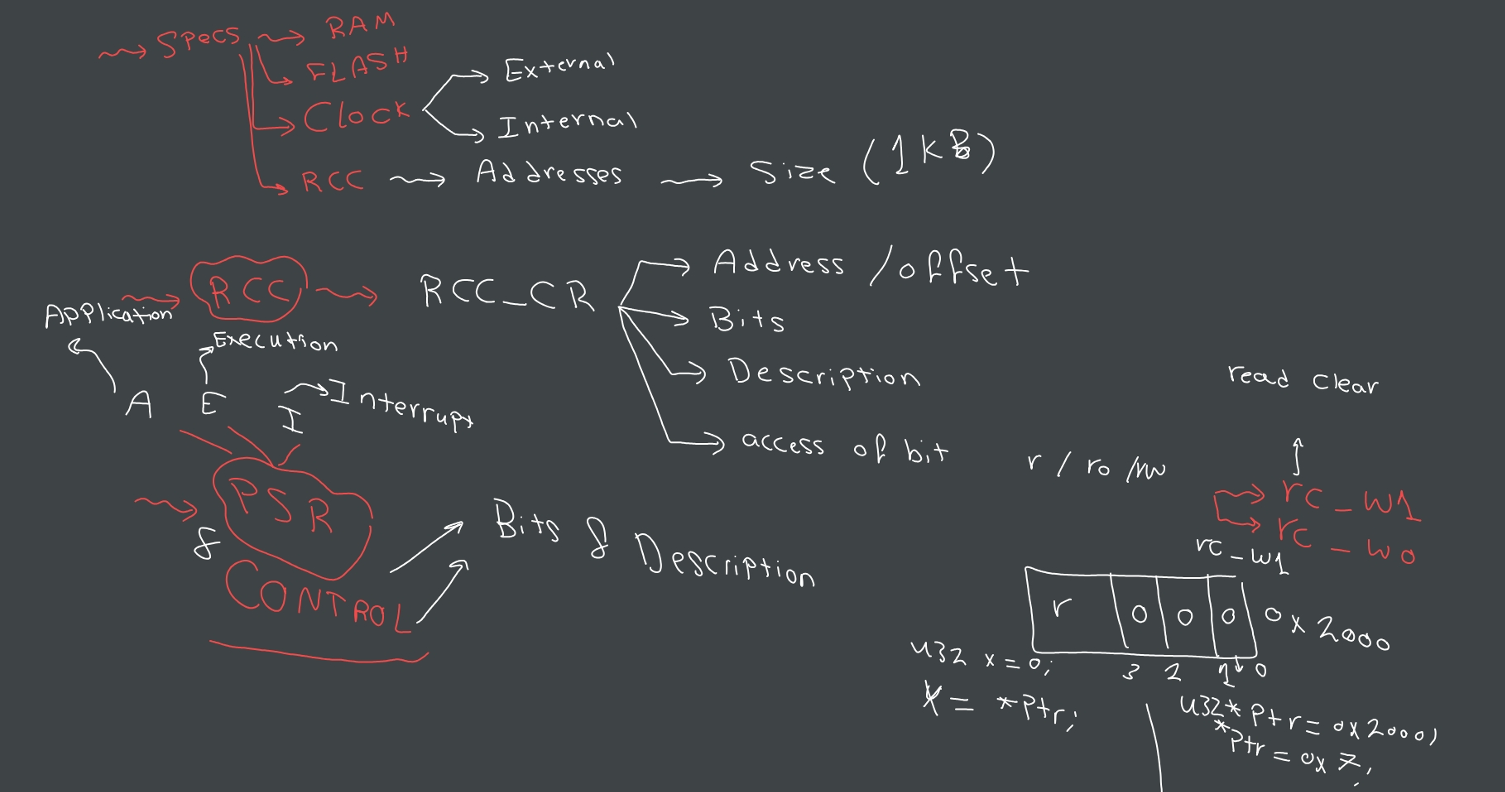 Specs
RAM
FLASH
Clock
External
Internal
RCC
Addresses
Size (1KB)
RCC
RCC_CR
Address /offset
Bits
Description
access of bit
r / ro /rw
Application
Execution
Interrupt
A E I
PSR
&
CONTROL
Bits & Description
read clear
rc_w1
rc_w0
rc_w1
r 0 0 0 0x2000
3 2 1 0
u32 x = 0;
X = *Ptr;
u32* Ptr = 0x2000;
*Ptr = 0x7;